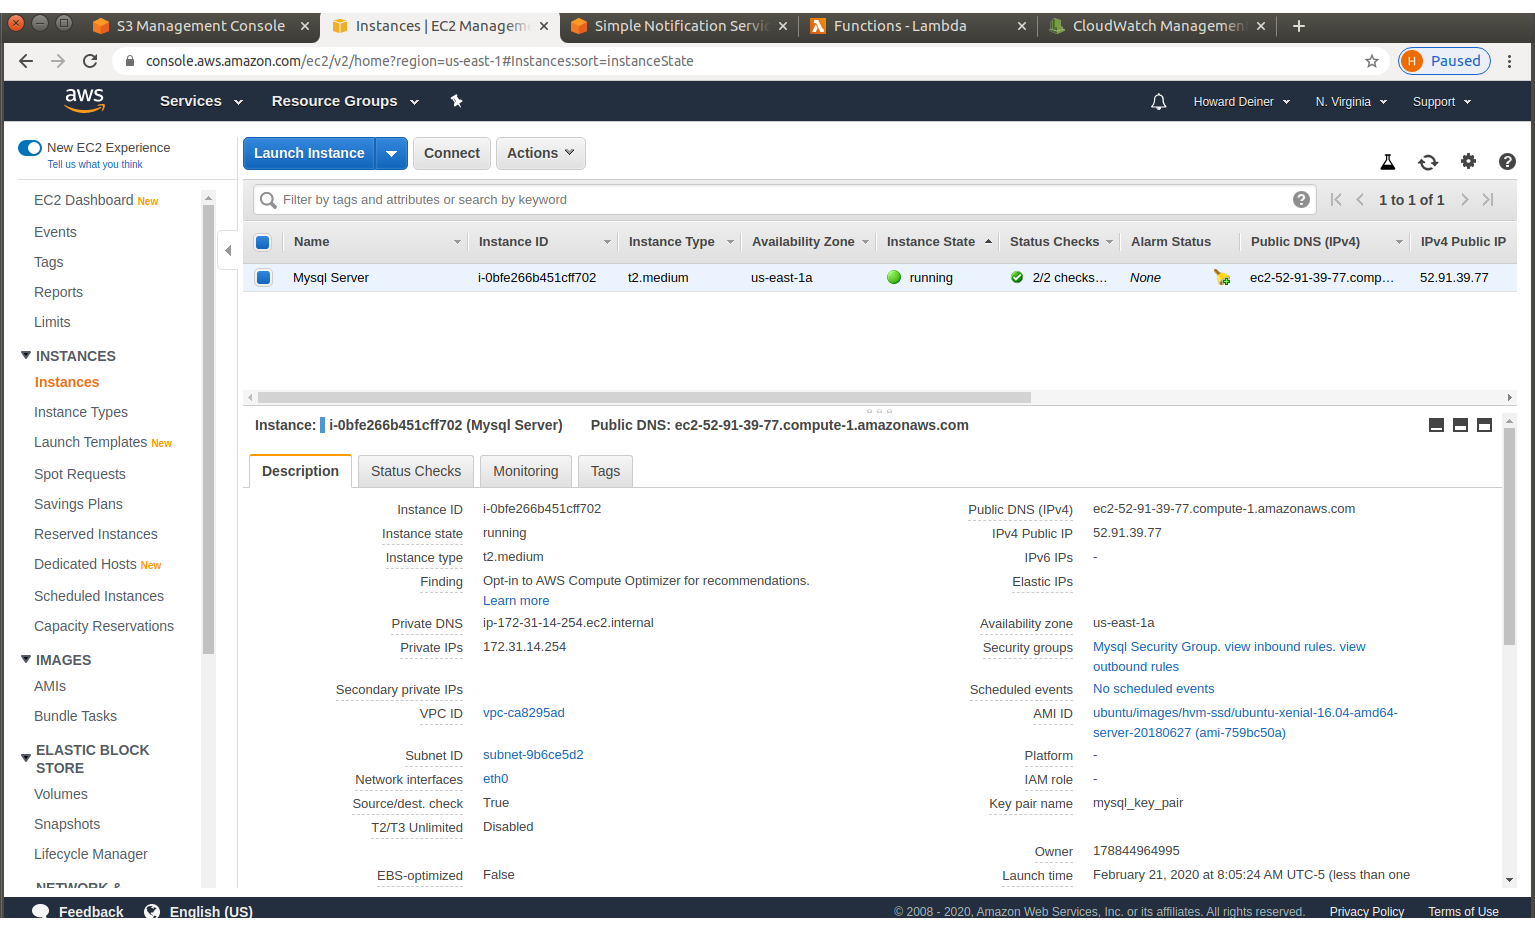 S3 Management Console
Instances | EC2 Manageme
Simple Notification Servic
Functions - Lambda
CloudWatch Management
console.aws.amazon.com/ec2/v2/home?region=us-east-1#Instances:sort=instanceState
H Paused
aws Services Resource Groups Howard Deiner N. Virginia Support
New EC2 Experience
Tell us what you think
EC2 Dashboard New
Events
Tags
Reports
Limits
INSTANCES
Instances
Instance Types
Launch Templates New
Spot Requests
Savings Plans
Reserved Instances
Dedicated Hosts New
Scheduled Instances
Capacity Reservations
IMAGES
AMIs
Bundle Tasks
ELASTIC BLOCK
STORE
Volumes
Snapshots
Lifecycle Manager
NETWORK &
Launch Instance Connect Actions
Filter by tags and attributes or search by keyword 1 to 1 of 1
Name Instance ID Instance Type Availability Zone Instance State Status Checks Alarm Status Public DNS (IPv4) IPv4 Public IP
Mysql Server i-0bfe266b451cff702 t2.medium us-east-1a running 2/2 checks… None ec2-52-91-39-77.comp… 52.91.39.77
Instance: i-0bfe266b451cff702 (Mysql Server) Public DNS: ec2-52-91-39-77.compute-1.amazonaws.com
Description Status Checks Monitoring Tags
Instance ID i-0bfe266b451cff702 Public DNS (IPv4) ec2-52-91-39-77.compute-1.amazonaws.com
Instance state running IPv4 Public IP 52.91.39.77
Instance type t2.medium IPv6 IPs -
Finding Opt-in to AWS Compute Optimizer for recommendations. Elastic IPs
Learn more
Private DNS ip-172-31-14-254.ec2.internal Availability zone us-east-1a
Private IPs 172.31.14.254 Security groups Mysql Security Group. view inbound rules. view
outbound rules
Secondary private IPs Scheduled events No scheduled events
VPC ID vpc-ca8295ad AMI ID ubuntu/images/hvm-ssd/ubuntu-xenial-16.04-amd64-
server-20180627 (ami-759bc50a)
Subnet ID subnet-9b6ce5d2 Platform -
Network interfaces eth0 IAM role -
Source/dest. check True Key pair name mysql_key_pair
T2/T3 Unlimited Disabled
Owner 178844964995
EBS-optimized False Launch time February 21, 2020 at 8:05:24 AM UTC-5 (less than one
Feedback English (US) © 2008 - 2020, Amazon Web Services, Inc. or its affiliates. All rights reserved. Privacy Policy Terms of Use